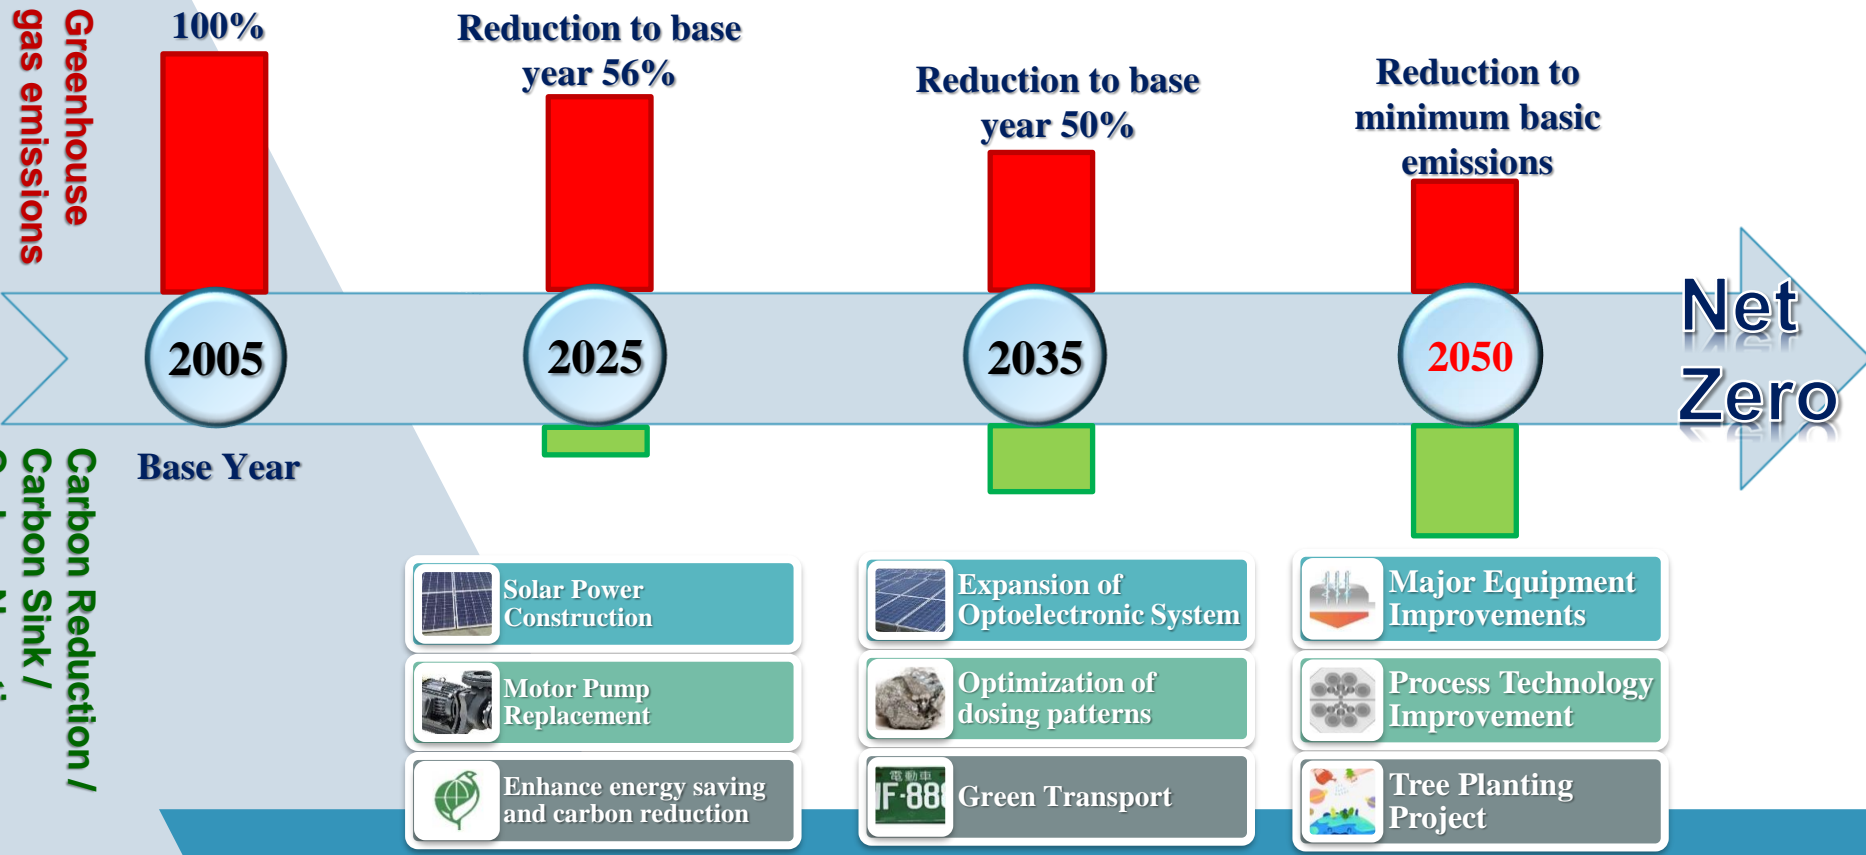 Greenhouse
gas emissions
100%
Reduction to base
year 56%
Reduction to base
year 50%
Reduction to
minimum basic
emissions
2005
2025
2035
2050
Net
Zero
Base Year
Carbon Reduction /
Carbon Sink /
Solar Power
Construction
Motor Pump
Replacement
Enhance energy saving
and carbon reduction
Expansion of
Optoelectronic System
Optimization of
dosing patterns
電動車
Green Transport
Major Equipment
Improvements
Process Technology
Improvement
Tree Planting
Project